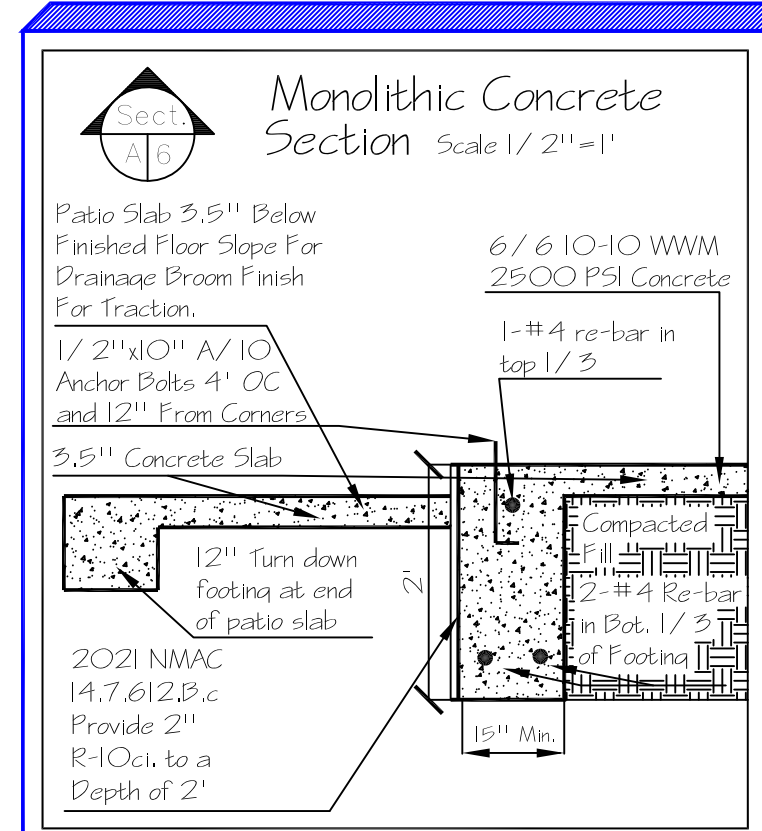 Sect.
A 6
Monolithic Concrete
Section Scale 1/2"=1'
Patio Slab 3.5" Below
Finished Floor Slope For
Drainage Broom Finish
For Traction.
6/6 10-10 WWM
2500 PSI Concrete
1-#4 re-bar in
top 1/3
1/2"x10" A/10
Anchor Bolts 4' OC
and 12" From Corners
3.5" Concrete Slab
Compacted
Fill
12" Turn down
footing at end
of patio slab
2'
2-#4 Re-bar
in Bot. 1/3
of Footing
2021 NMAC
14.7.612.B.c
Provide 2"
R-10ci. to a
Depth of 2'
15" Min.